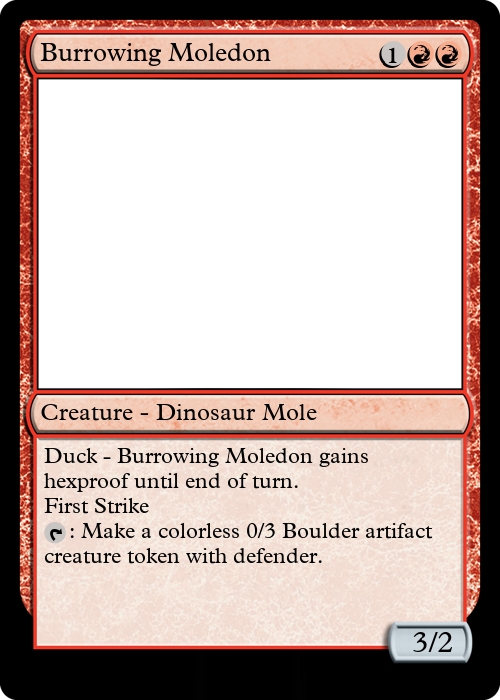 Burrowing Moledon 1
Creature - Dinosaur Mole
Duck - Burrowing Moledon gains
hexproof until end of turn.
First Strike
: Make a colorless 0/3 Boulder artifact
creature token with defender.
3/2